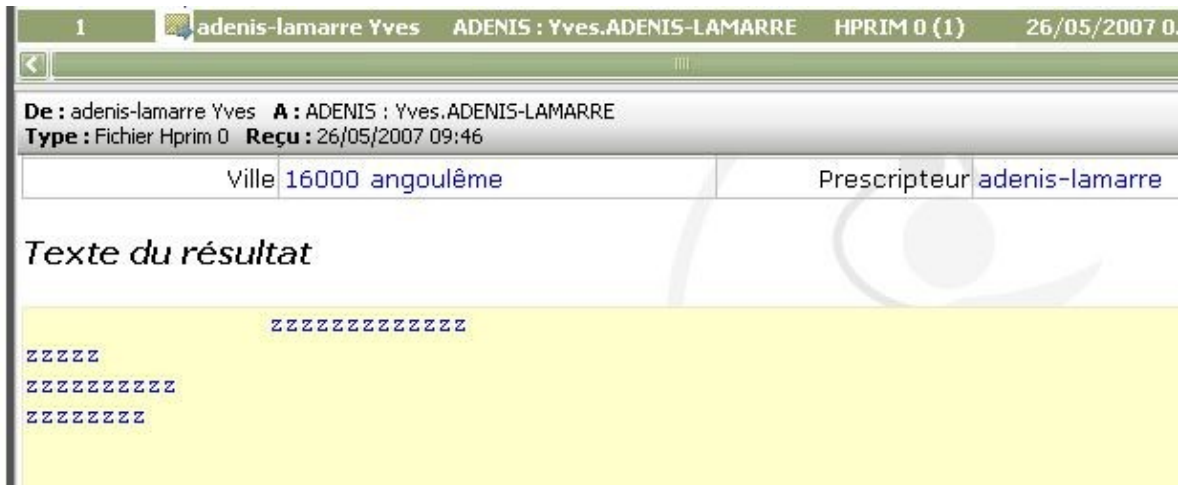 1 adenis-lamarre Yves ADENIS : Yves.ADENIS-LAMARRE HPRIM 0 (1) 26/05/2007 0
De : adenis-lamarre Yves A : ADENIS : Yves.ADENIS-LAMARRE
Type : Fichier Hprim 0 Reçu : 26/05/2007 09:46
Ville 16000 angoulême Prescripteur adenis-lamarre
Texte du résultat
zzzzzzzzzzzzz
zzzzz
zzzzzzzzzz
zzzzzzzz